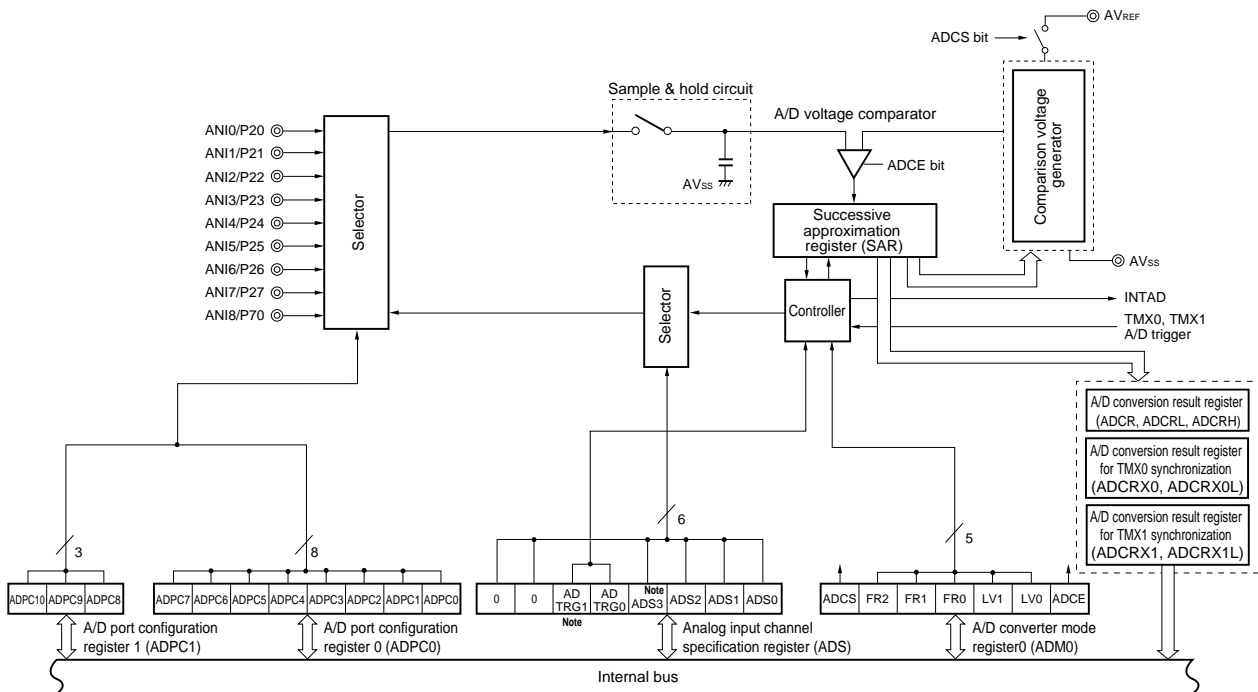 AVREF
ADCS bit
Sample & hold circuit
A/D voltage comparator
ANI0/P20
ANI1/P21
ANI2/P22
ANI3/P23
ANI4/P24
ANI5/P25
ANI6/P26
ANI7/P27
ANI8/P70
Selector
AVSS
ADCE bit
Comparison voltage
generator
Successive
approximation
register (SAR)
AVSS
Selector
Controller
INTAD
TMX0, TMX1
A/D trigger
A/D conversion result register
(ADCR, ADCRL, ADCRH)
A/D conversion result register
for TMX0 synchronization
(ADCRX0, ADCRX0L)
A/D conversion result register
for TMX1 synchronization
(ADCRX1, ADCRX1L)
3
8
6
5
ADPC10 ADPC9 ADPC8
ADPC7 ADPC6 ADPC5 ADPC4 ADPC3 ADPC2 ADPC1 ADPC0
0 0 AD TRG1 AD TRG0 Note ADS3 ADS2 ADS1 ADS0
Note
ADCS FR2 FR1 FR0 LV1 LV0 ADCE
A/D port configuration
register 1 (ADPC1)
A/D port configuration
register 0 (ADPC0)
Analog input channel
specification register (ADS)
A/D converter mode
register0 (ADM0)
Internal bus